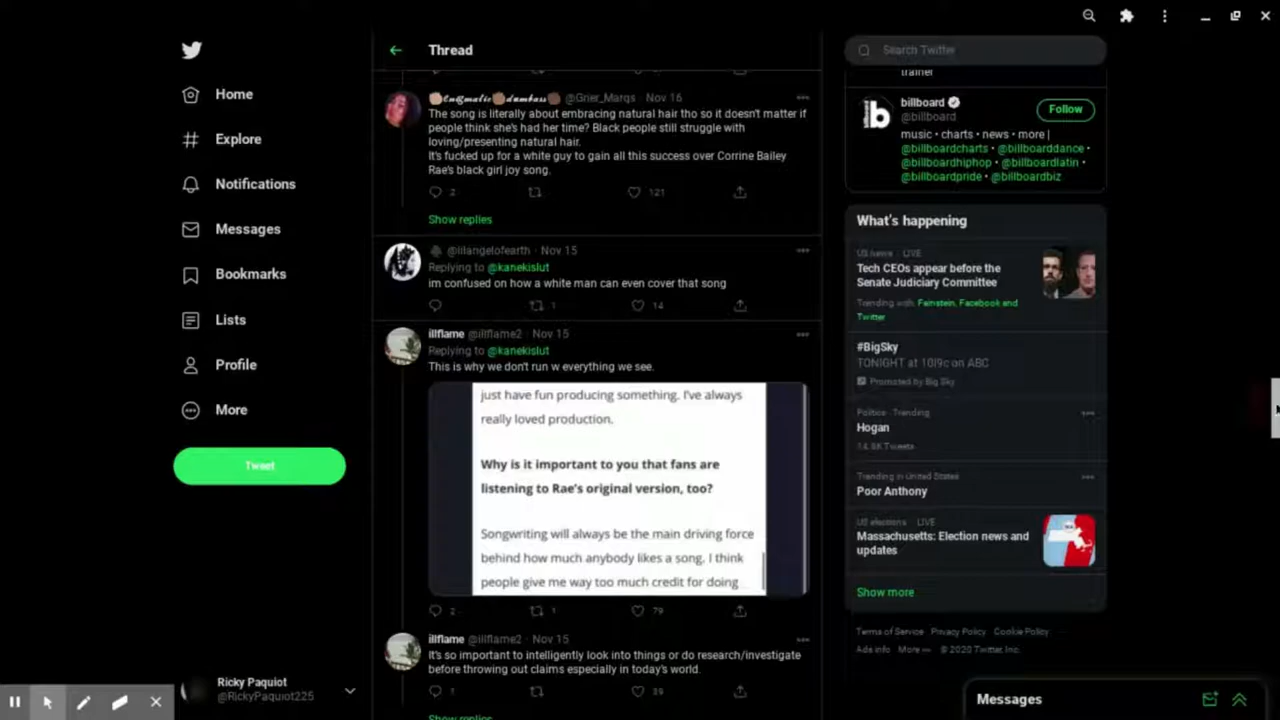 Home
Explore
Notifications
Messages
Bookmarks
Lists
Profile
More
Tweet
Ricky Paquiot
@RickyPaquiot225
Thread
@Grier_Marqs · Nov 16
The song is literally about embracing natural hair tho so it doesn't matter if
people think she's had her time? Black people still struggle with
loving/presenting natural hair.
It's fucked up for a white guy to gain all this success over Corrine Bailey
Rae's black girl joy song.
2 121
Show replies
@lilangelofearth · Nov 15
Replying to @kanekislut
im confused on how a white man can even cover that song
1 14
illflame @illflame2 · Nov 15
Replying to @kanekislut
This is why we don't run w everything we see.
just have fun producing something. I've always
really loved production.
Why is it important to you that fans are
listening to Rae's original version, too?
Songwriting will always be the main driving force
behind how much anybody likes a song. I think
people give me way too much credit for doing
2 1 79
illflame @illflame2 · Nov 15
It's so important to intelligently look into things or do research/investigate
before throwing out claims especially in today's world.
1 39
Show replies
Search Twitter
trainer
b
billboard
@billboard
Follow
music • charts • news • more |
@billboardcharts • @billboarddance •
@billboardhiphop • @billboardlatin •
@billboardpride • @billboardbiz
What's happening
US news · LIVE
Tech CEOs appear before the
Senate Judiciary Committee
Trending with: Feinstein, Facebook and
Twitter
#BigSky
TONIGHT at 10|9c on ABC
Promoted by Big Sky
Politics · Trending
Hogan
14.8K Tweets
Trending in United States
Poor Anthony
US elections · LIVE
Massachusetts: Election news and
updates
Show more
Terms of Service Privacy Policy Cookie Policy
Ads info More © 2020 Twitter, Inc.
Messages